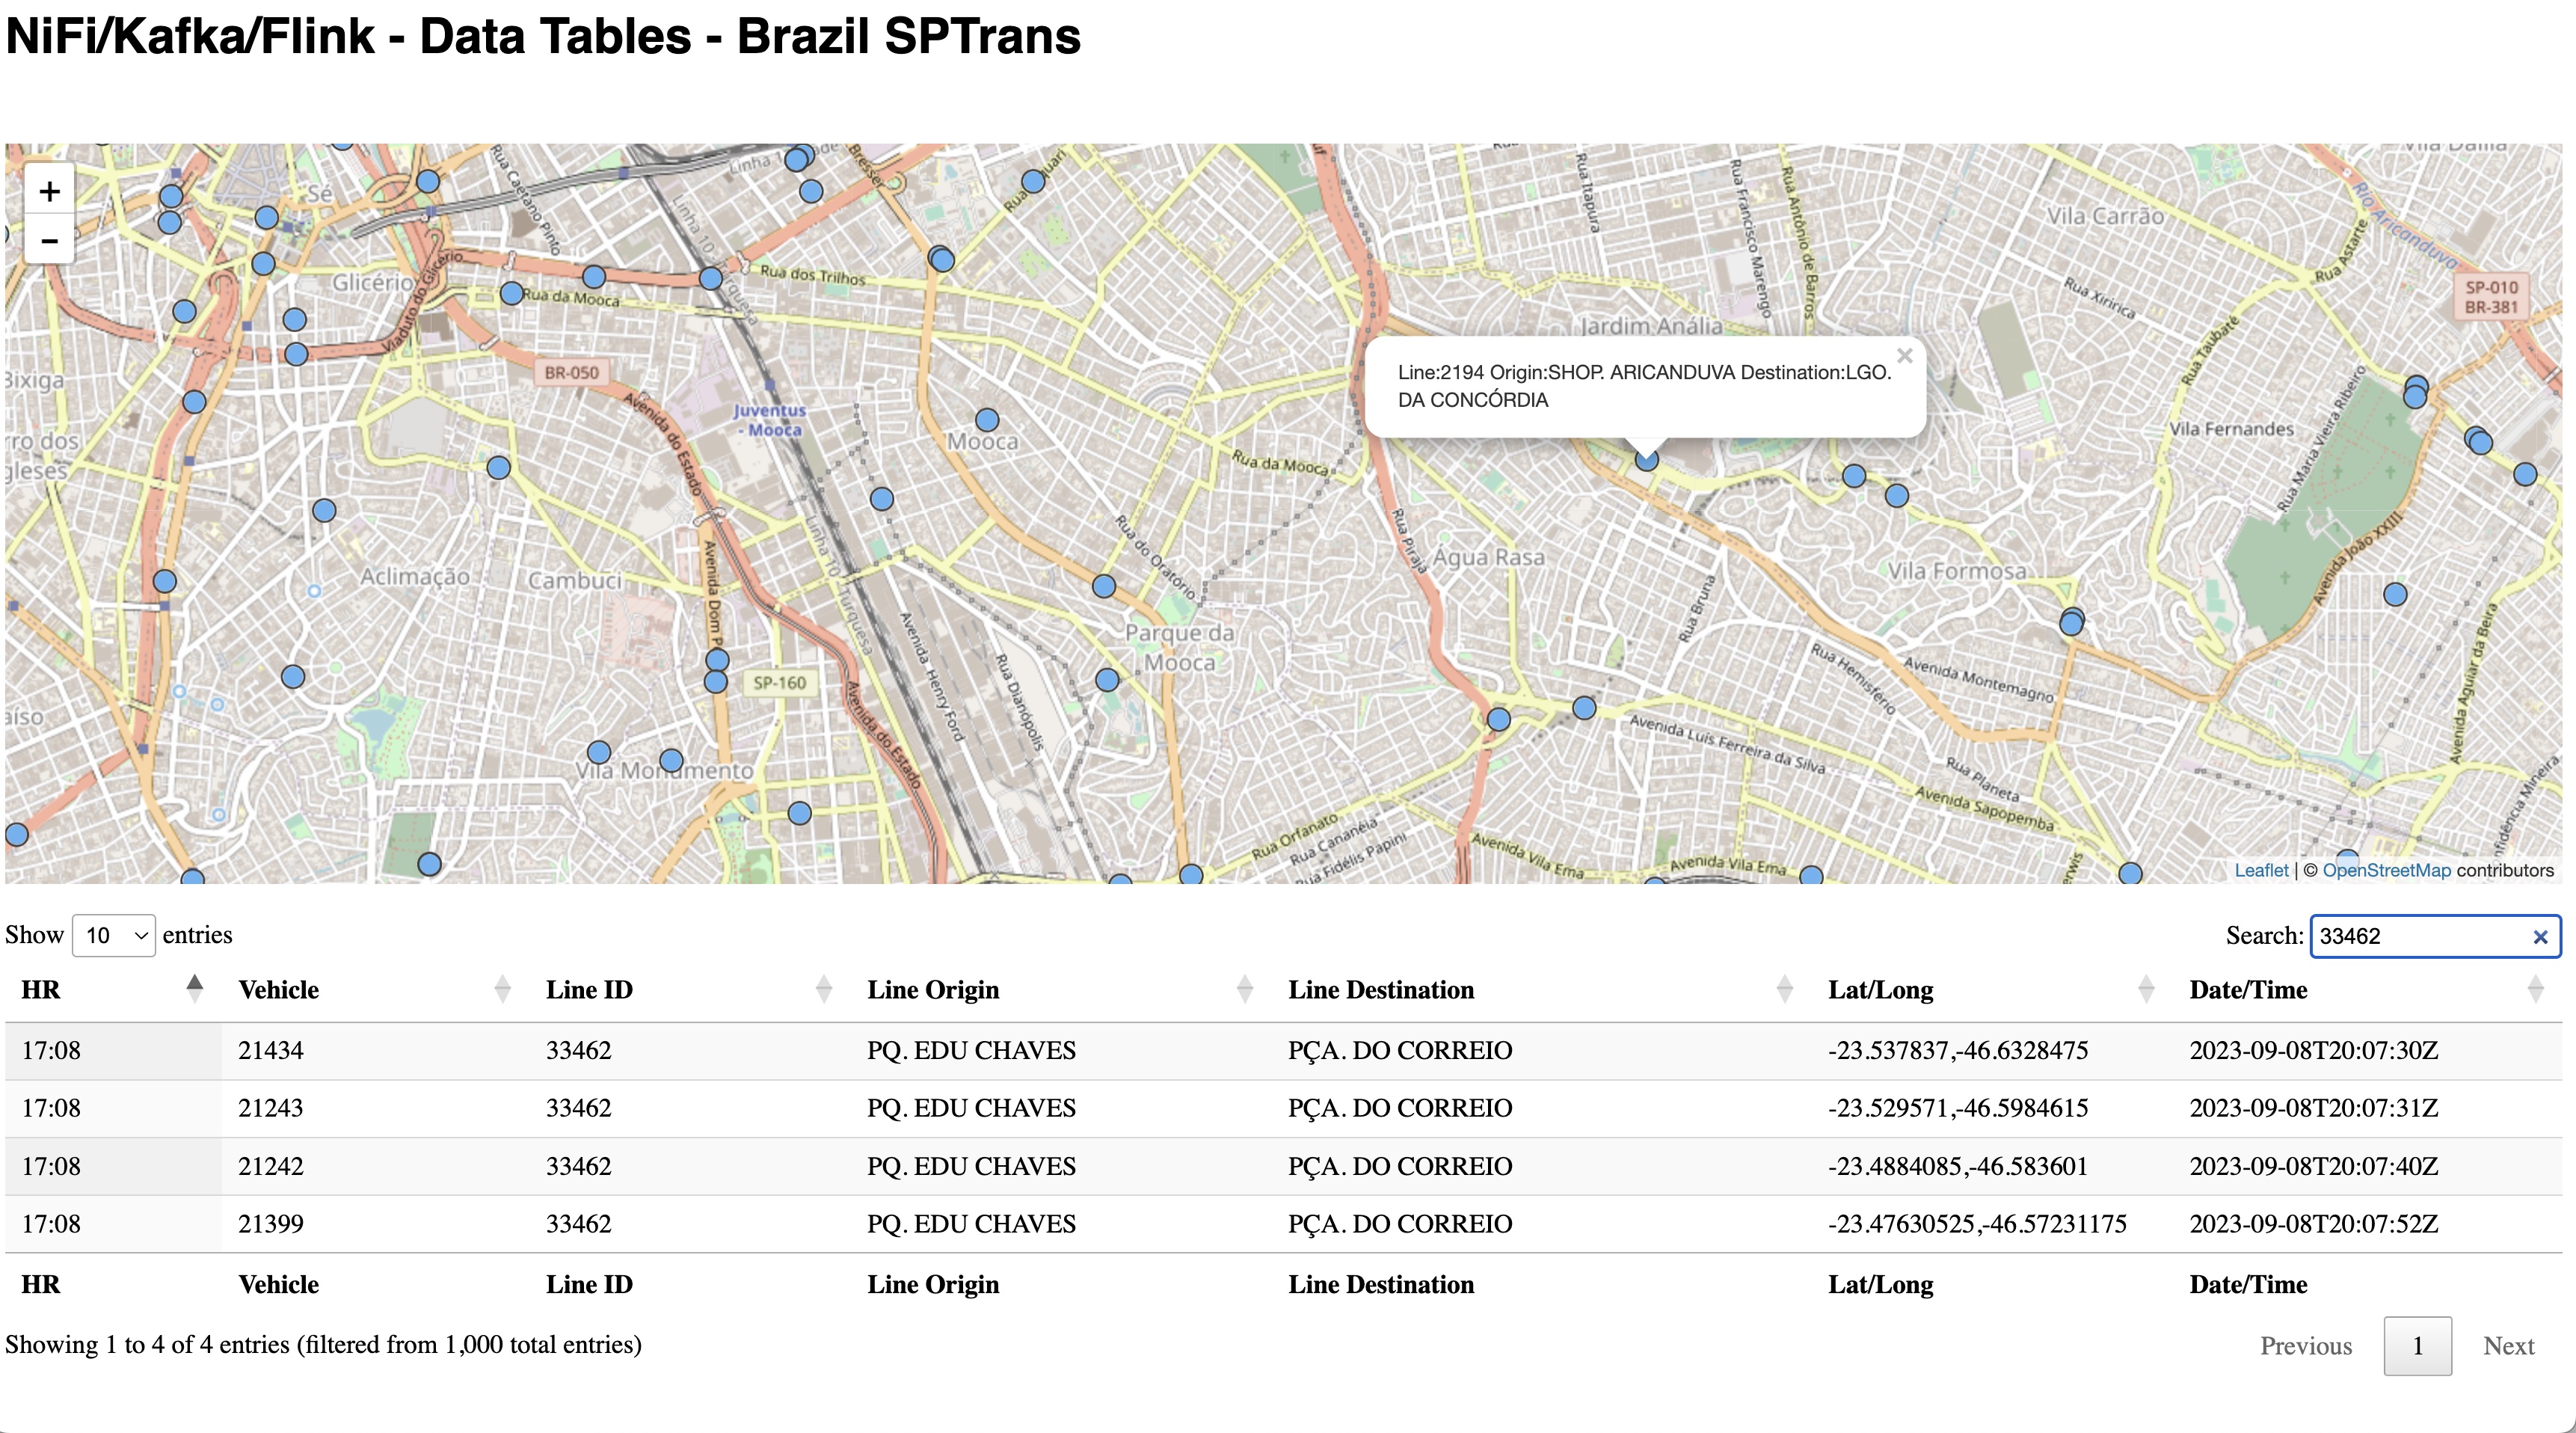 NiFi/Kafka/Flink - Data Tables - Brazil SPTrans
+
−
Sé
Rua Caetano Pinto
Bresser
Vila Carrão
Rio Aricanduva
Rua Itapura
Rua Francisco Marengo
Rua Antônio de Barros
Rua Astarte
Linha 10
Glicério
Viaduto do Glicério
Rua da Mooca
Rua dos Trilhos
Rua Xiririca
SP-010
BR-381
Jardim Anália
Rua Taubaté
BR-050
Line:2194 Origin:SHOP. ARICANDUVA Destination:LGO.
DA CONCÓRDIA
×
Avenida do Estado
Juventus
- Mooca
Mooca
Rua da Mooca
Vila Fernandes
Rua Maria Vieira Ribeiro
Rua Pirajá
Rua do Oratório
Água Rasa
Vila Formosa
Avenida João XXIII
Aclimação
Cambuci
Avenida Dom P
Linha 10 Turquesa
Avenida Henry Ford
Rua Dianópolis
Parque da
Mooca
Rua Bruna
Rua Hemisfério
Avenida Montemagno
Avenida Aguiar da Beira
SP-160
Avenida do Estado
Avenida Luís Ferreira da Silva
Rua Planeta
Avenida Sapopemba
Vila Monumento
Rua Orfanato
Rua Cananéia
Rua Fidélis Papini
Avenida Vila Ema
Avenida Vila Ema
Leaflet | © OpenStreetMap contributors
Show 10 entries
Search: 33462 ×
HR Vehicle Line ID Line Origin Line Destination Lat/Long Date/Time
17:08 21434 33462 PQ. EDU CHAVES PÇA. DO CORREIO -23.537837,-46.6328475 2023-09-08T20:07:30Z
17:08 21243 33462 PQ. EDU CHAVES PÇA. DO CORREIO -23.529571,-46.5984615 2023-09-08T20:07:31Z
17:08 21242 33462 PQ. EDU CHAVES PÇA. DO CORREIO -23.4884085,-46.583601 2023-09-08T20:07:40Z
17:08 21399 33462 PQ. EDU CHAVES PÇA. DO CORREIO -23.47630525,-46.57231175 2023-09-08T20:07:52Z
HR Vehicle Line ID Line Origin Line Destination Lat/Long Date/Time
Showing 1 to 4 of 4 entries (filtered from 1,000 total entries)
Previous 1 Next